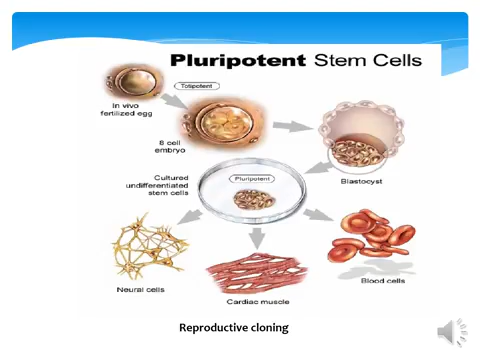 Pluripotent Stem Cells
Totipotent
In vivo
fertilized egg
8 cell
embryo
Blastocyst
Cultured
undifferentiated
stem cells
Pluripotent
Neural cells
Cardiac muscle
Blood cells
Reproductive cloning